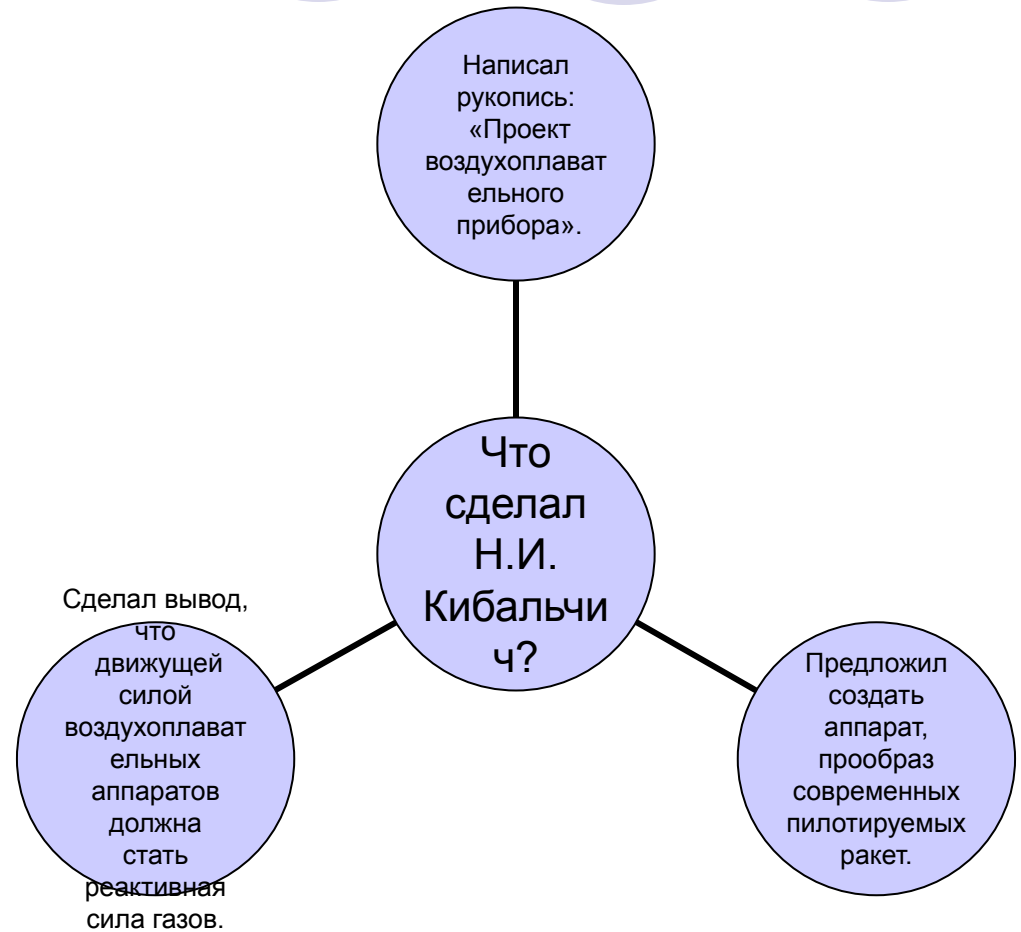 Написал
рукопись:
«Проект
воздухоплават
ельного
прибора».
Что
сделал
Н.И.
Кибальчи
ч?
Сделал вывод,
что
движущей
силой
воздухоплават
ельных
аппаратов
должна
стать
реактивная
сила газов.
Предложил
создать
аппарат,
прообраз
современных
пилотируемых
ракет.